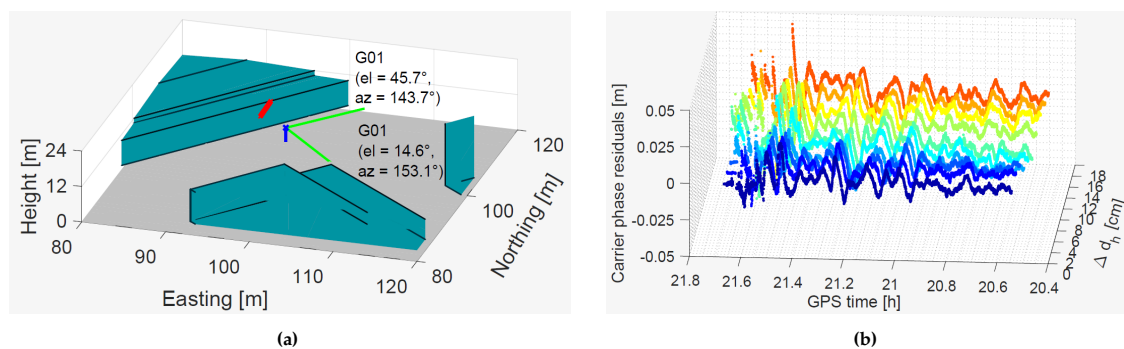 G01
(el = 45.7°,
az = 143.7°)
G01
(el = 14.6°,
az = 153.1°)
Height [m]
24
12
0
80
90
100
110
120
Easting [m]
80
100
120
Northing [m]
(a)
Carrier phase residuals [m]
0.05
0.025
0
-0.025
-0.05
21.8
21.6
21.4
21.2
21
20.8
20.6
20.4
GPS time [h]
0
2
4
6
8
10
12
14
16
18
Δ d_h [cm]
(b)